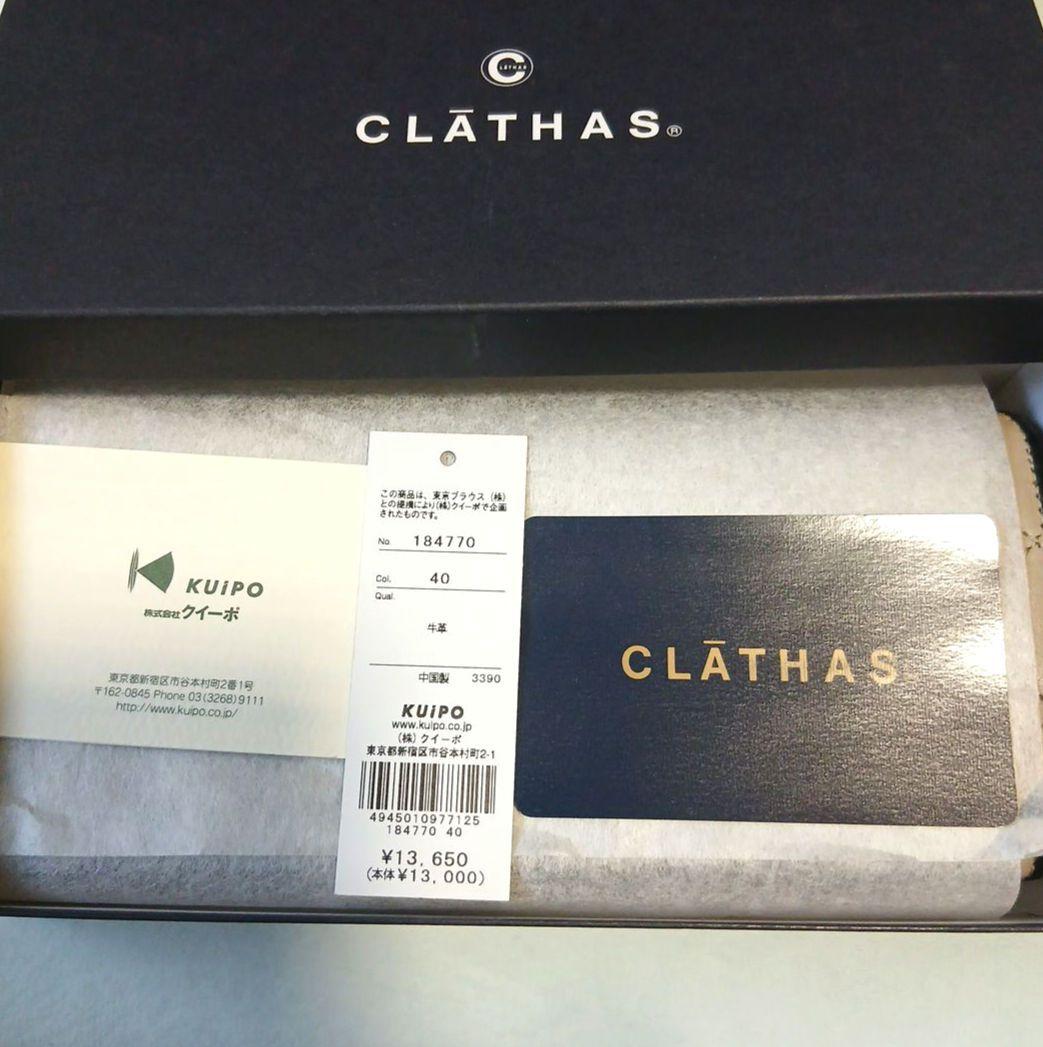 CLĀTHAS
CLĀTHAS®
KUiPO
株式会社クイーポ
東京都新宿区市谷本村町2番1号
〒162-0845 Phone 03(3268)9111
http://www.kuipo.co.jp/
この商品は、東京ブラウス(株)
との提携により(株)クイーポで企画
されたものです。
No. 184770
Col. 40
Qual.
牛革
中国製 3390
KUiPO
www.kuipo.co.jp
(株)クイーポ
東京都新宿区市谷本村町2-1
4945010977125
184770 40
¥13,650
(本体¥13,000)
CLĀTHAS